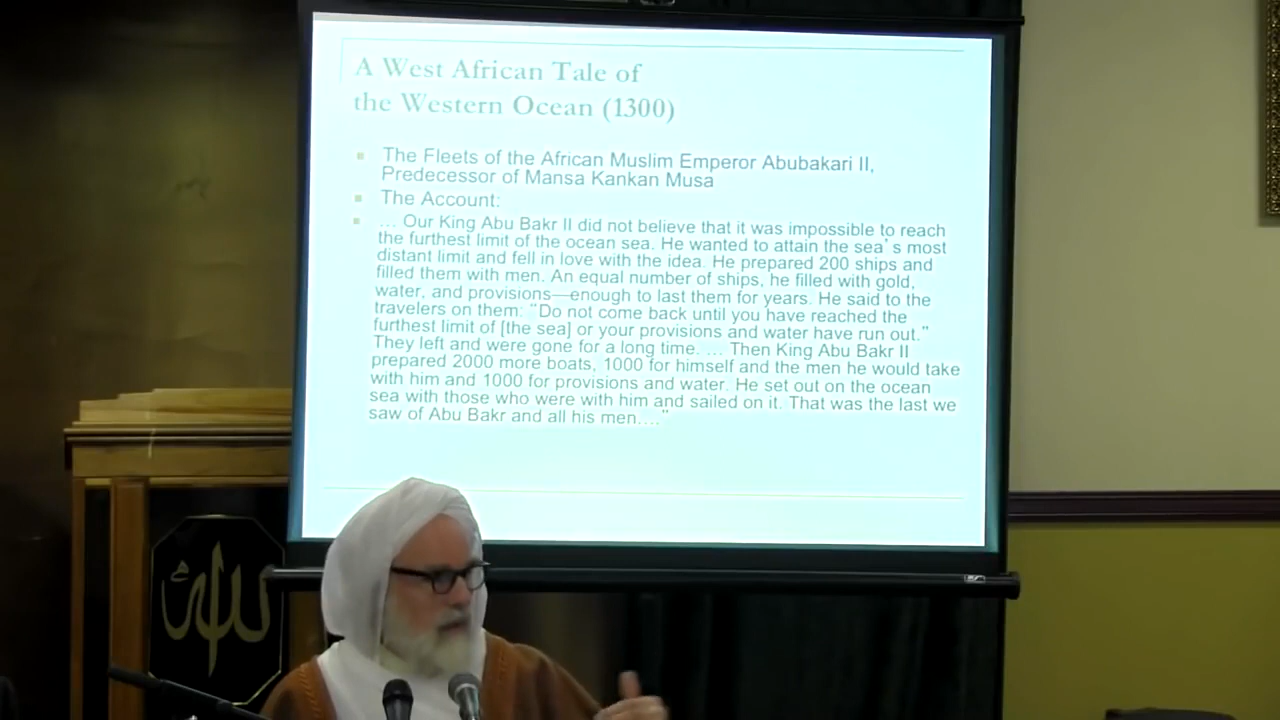 A West African Tale of
the Western Ocean (1300)
The Fleets of the African Muslim Emperor Abubakari II,
Predecessor of Mansa Kankan Musa
The Account:
… Our King Abu Bakr II did not believe that it was impossible to reach
the furthest limit of the ocean sea. He wanted to attain the sea's most
distant limit and fell in love with the idea. He prepared 200 ships and
filled them with men. An equal number of ships, he filled with gold,
water, and provisions—enough to last them for years. He said to the
travelers on them: "Do not come back until you have reached the
furthest limit of [the sea] or your provisions and water have run out."
They left and were gone for a long time. … Then King Abu Bakr II
prepared 2000 more boats, 1000 for himself and the men he would take
with him and 1000 for provisions and water. He set out on the ocean
sea with those who were with him and sailed on it. That was the last we
saw of Abu Bakr and all his men…."
الله